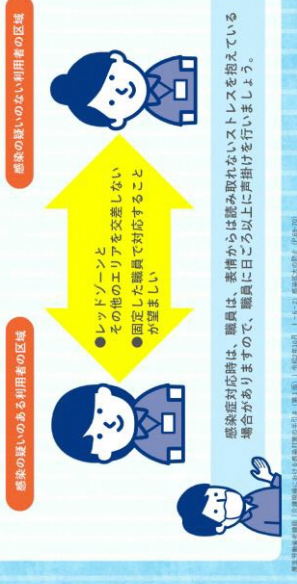 感染の疑いのある利用者の区域
感染の疑いのない利用者の区域
●レッドゾーンと
その他のエリアを交差しない
●固定した職員で対応すること
が望ましい
感染症対応時は、職員は、表情からは読み取れないストレスを抱えている
場合がありますので、職員に日ごろ以上に声掛けを行いましょう。